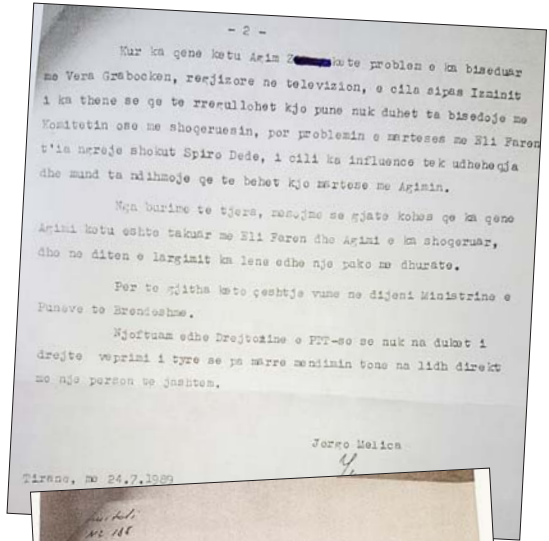 - 2 -
Kur ka qene ketu Agim kete problem e ka biseduar
me Vera Grabocken, regjizore ne televizion, e cila sipas Izminit
i ka thene se qe te rregullohet kjo pune nuk duhet ta bisedoje me
Komitetin ose me shoqeruesin, por problemin e marteses me Eli Faren
t'ia ngreje shokut Spiro Dede, i cili ka influence tek udheheqja
dhe mund ta ndihmoje qe te behet kjo martese me Agimin.
Nga burime te tjera, mesojme se gjate kohes qe ka qene
Agimi ketu eshte takuar me Eli Faren dhe Agimi e ka shoqeruar,
dhe ne diten e largimit ka lene edhe nje pako me dhurate.
Per te gjitha keto çeshtje vume ne dijeni Ministrine e
Puneve te Brendeshme.
Njoftuam edhe Drejtorine e PTT-se se nuk na duket i
drejte veprimi i tyre se pa marre mendimin tone na lidh direkt
me nje person te jashtem.
Jorgo Melica
Tirane, me 24.7.1989